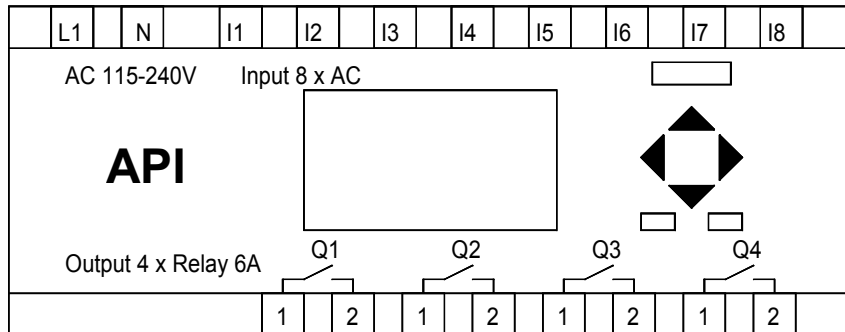 L1 N I1 I2 I3 I4 I5 I6 I7 I8
AC 115-240V Input 8 x AC
API
Q1 Q2 Q3 Q4
Output 4 x Relay 6A
1 2 1 2 1 2 1 2